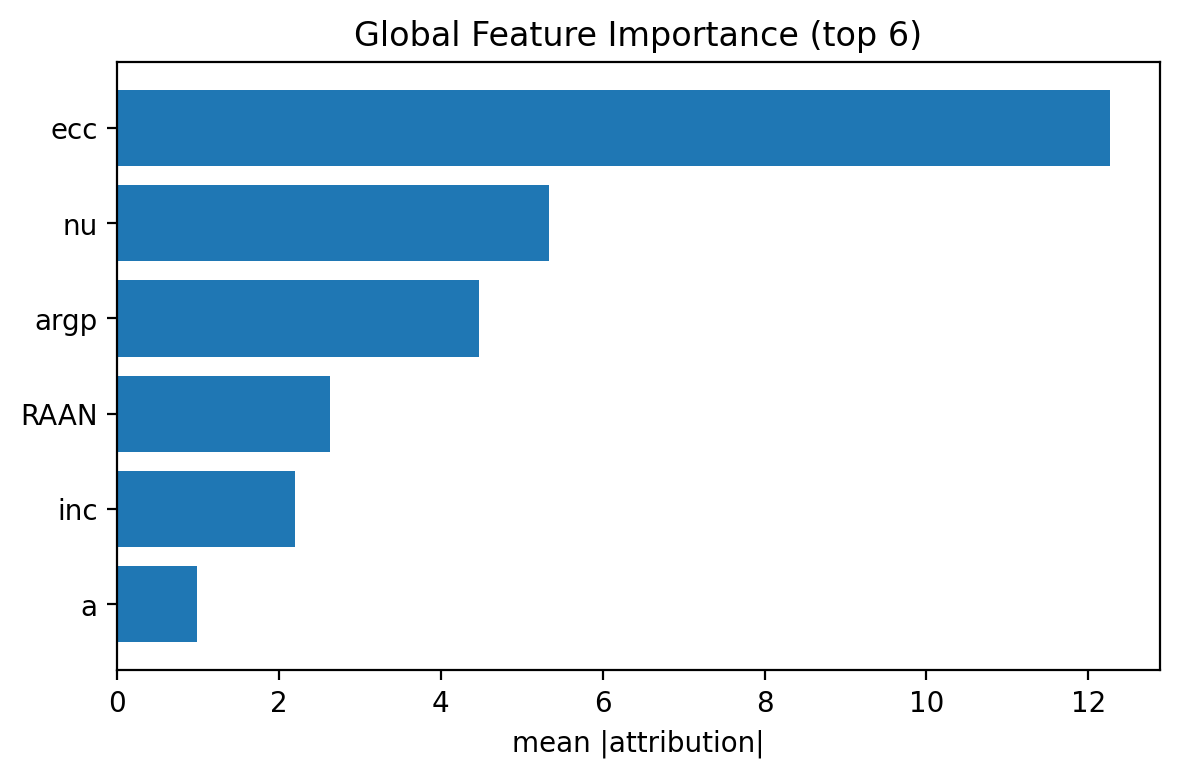 Global Feature Importance (top 6)
ecc
nu
argp
RAAN
inc
a
0 2 4 6 8 10 12
mean |attribution|